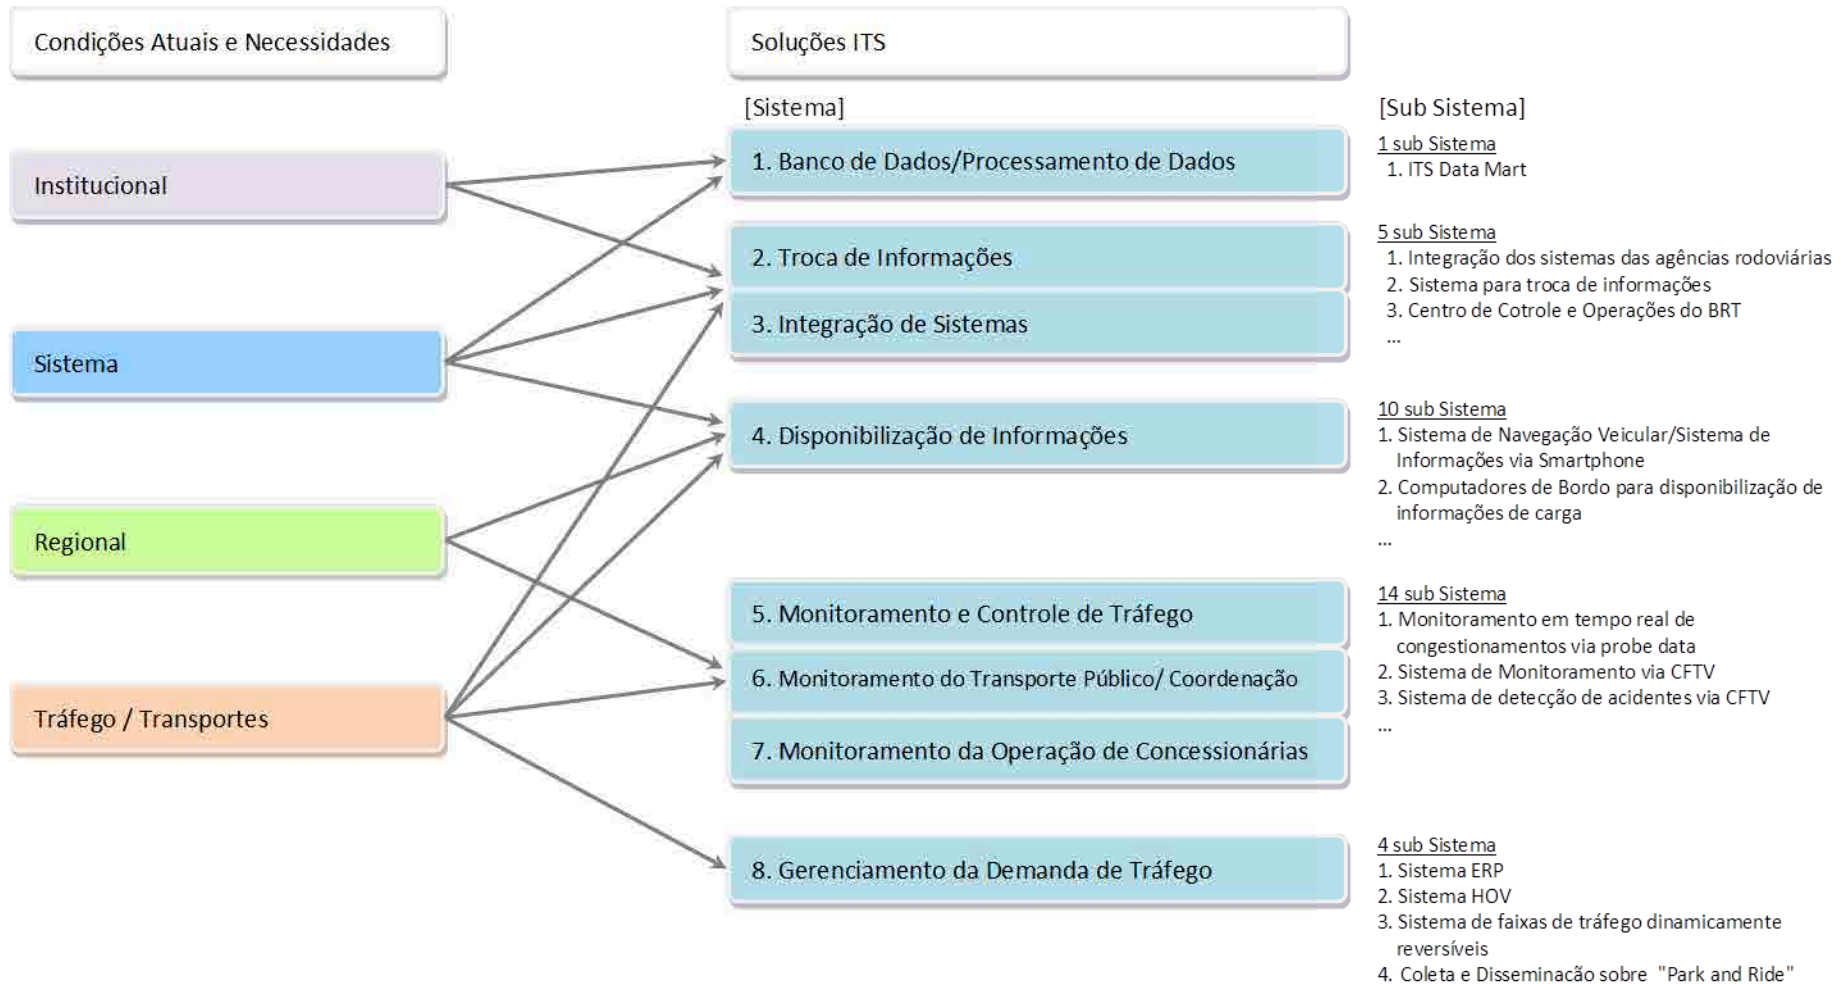 Condições Atuais e Necessidades
Soluções ITS
[Sistema]
[Sub Sistema]
Institucional
Sistema
Regional
Tráfego / Transportes
1. Banco de Dados/Processamento de Dados
2. Troca de Informações
3. Integração de Sistemas
4. Disponibilização de Informações
5. Monitoramento e Controle de Tráfego
6. Monitoramento do Transporte Público/ Coordenação
7. Monitoramento da Operação de Concessionárias
8. Gerenciamento da Demanda de Tráfego
1 sub Sistema
1. ITS Data Mart
5 sub Sistema
1. Integração dos sistemas das agências rodoviárias
2. Sistema para troca de informações
3. Centro de Cotrole e Operações do BRT
...
10 sub Sistema
1. Sistema de Navegação Veicular/Sistema de
Informações via Smartphone
2. Computadores de Bordo para disponibilização de
informações de carga
...
14 sub Sistema
1. Monitoramento em tempo real de
congestionamentos via probe data
2. Sistema de Monitoramento via CFTV
3. Sistema de detecção de acidentes via CFTV
...
4 sub Sistema
1. Sistema ERP
2. Sistema HOV
3. Sistema de faixas de tráfego dinamicamente
reversíveis
4. Coleta e Disseminacão sobre "Park and Ride"